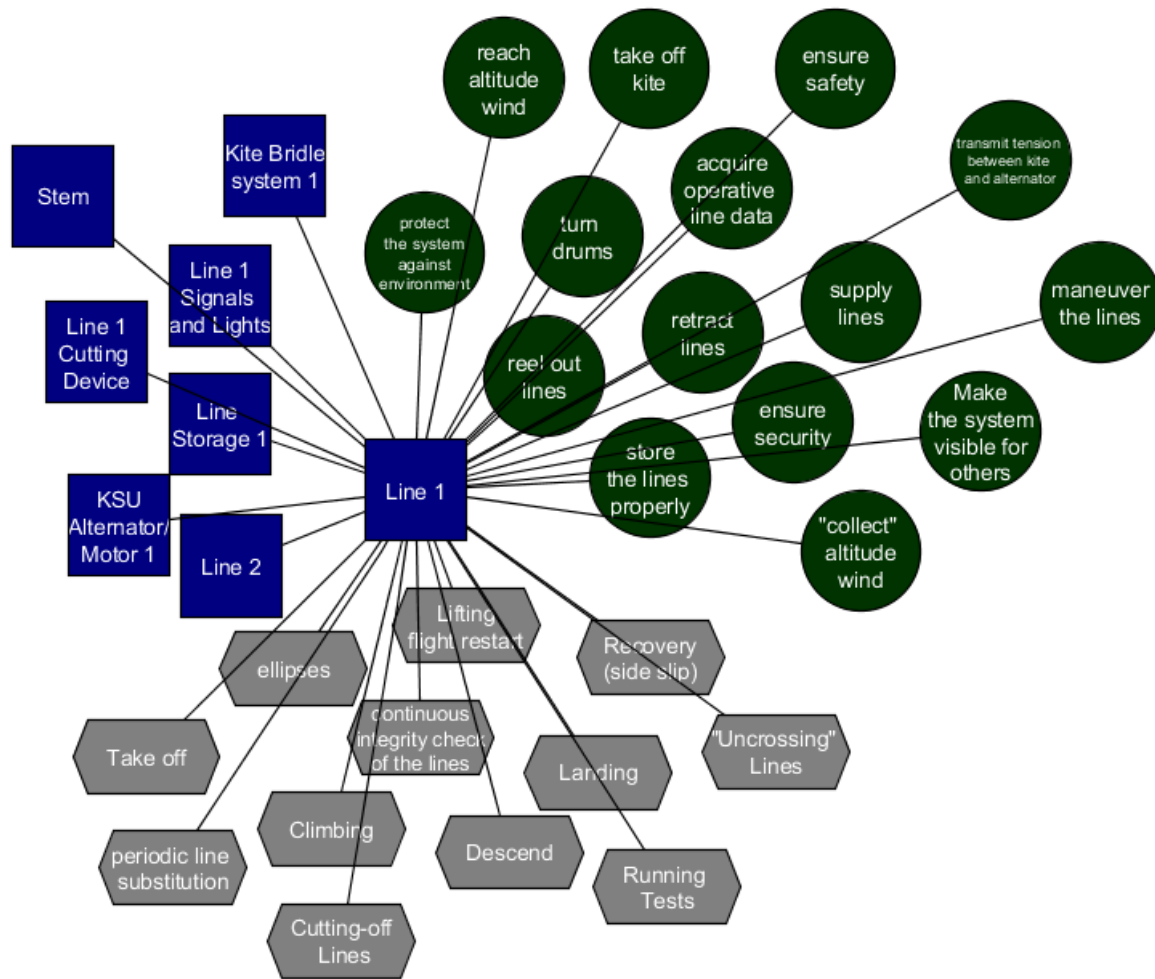 reach
altitude
wind
take off
kite
ensure
safety
Kite Bridle
system 1
transmit tension
between kite
and alternator
Stem
acquire
operative
line data
protect
the system
against
environment
turn
drums
Line 1
Signals
and Lights
supply
lines
maneuver
the lines
Line 1
Cutting
Device
retract
lines
reel out
lines
Line
Storage 1
ensure
security
Make
the system
visible for
others
Line 1
store
the lines
properly
KSU
Alternator/
Motor 1
Line 2
"collect"
altitude
wind
Lifting
flight restart
Recovery
(side slip)
ellipses
Take off
continuous
integrity check
of the lines
"Uncrossing"
Lines
Landing
Climbing
Descend
periodic line
substitution
Running
Tests
Cutting-off
Lines